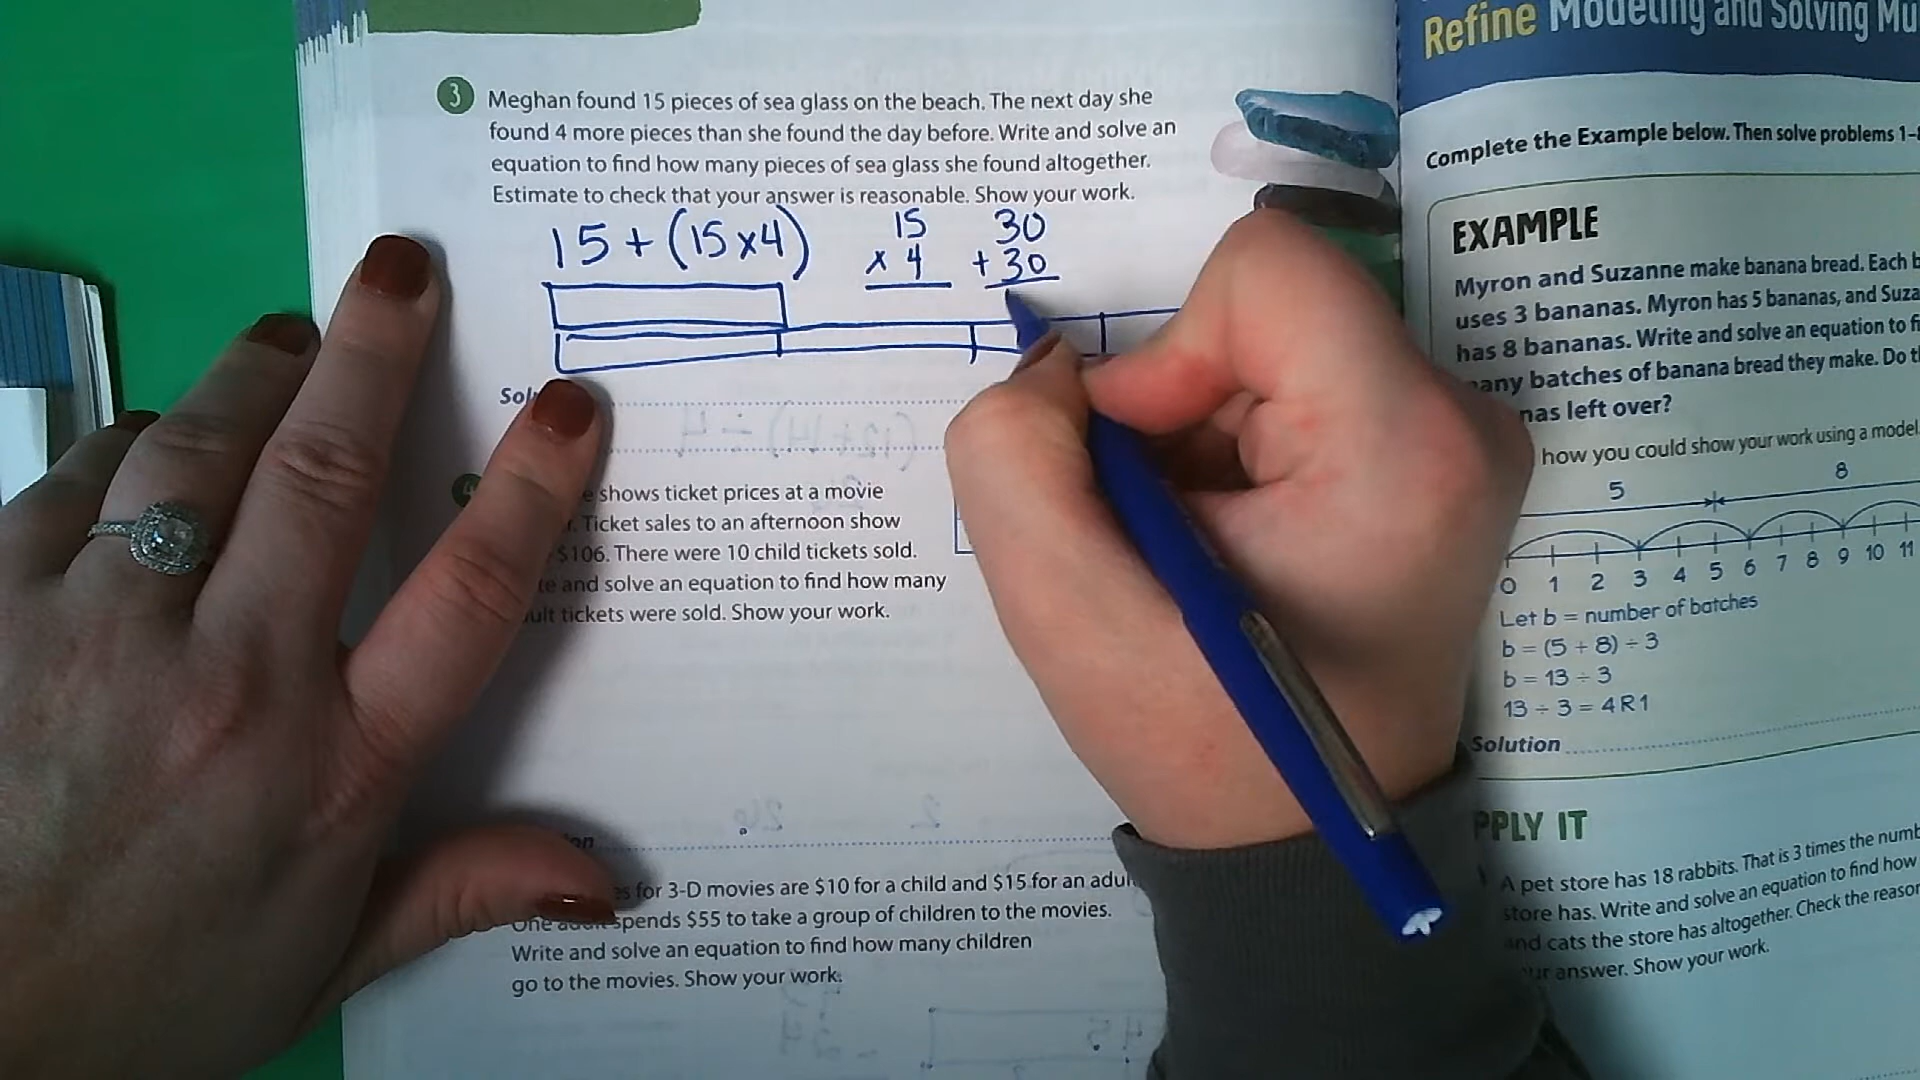 Refine Modeling and Solving Mu
3 Meghan found 15 pieces of sea glass on the beach. The next day she
found 4 more pieces than she found the day before. Write and solve an
equation to find how many pieces of sea glass she found altogether.
Estimate to check that your answer is reasonable. Show your work.
15 + (15 x 4)
15
x 4
30
+ 30
shows ticket prices at a movie
Ticket sales to an afternoon show
$106. There were 10 child tickets sold.
and solve an equation to find how many
tickets were sold. Show your work.
for 3-D movies are $10 for a child and $15 for an
One spends $55 to take a group of children to the movies.
Write and solve an equation to find how many children
go to the movies. Show your work.
Complete the Example below. Then solve problems 1–
EXAMPLE
Myron and Suzanne make banana bread. Each
uses 3 bananas. Myron has 5 bananas, and
has 8 bananas. Write and solve an equation to
many batches of banana bread they make. Do
left over?
how you could show your work using a model.
5 8
0 1 2 3 4 5 6 7 8 9 10 11
Let b = number of batches
b = (5 + 8) ÷ 3
b = 13 ÷ 3
13 ÷ 3 = 4 R 1
Solution
PPLY IT
A pet store has 18 rabbits. That is 3 times the
store has. Write and solve an equation to find how
and cats the store has altogether. Check the
answer. Show your work.